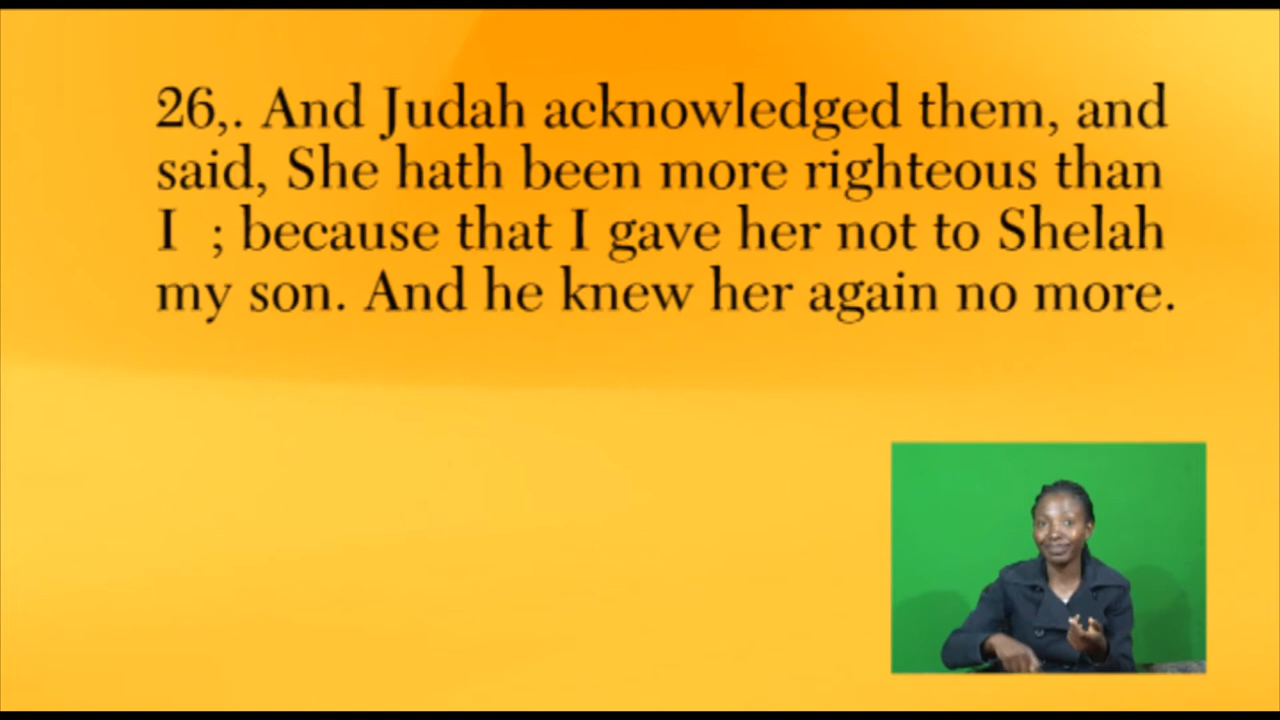 26,. And Judah acknowledged them, and
said, She hath been more righteous than
I  ; because that I gave her not to Shelah
my son. And he knew her again no more.